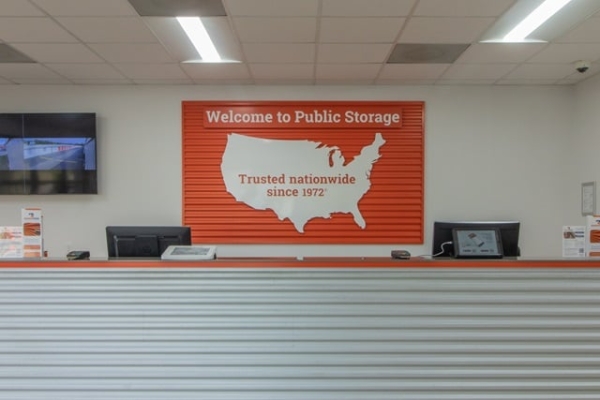 Welcome to Public Storage
Trusted nationwide
since 1972